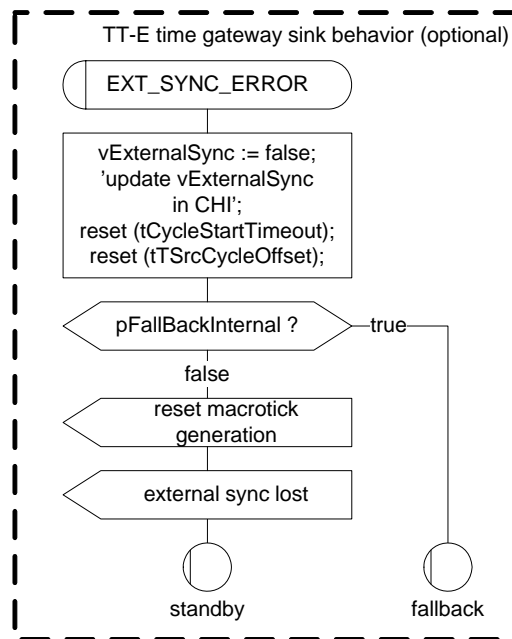 TT-E time gateway sink behavior (optional)
EXT_SYNC_ERROR
vExternalSync := false;
'update vExternalSync
in CHI';
reset (tCycleStartTimeout);
reset (tTSrcCycleOffset);
pFallBackInternal ?
true
false
reset macrotick
generation
external sync lost
standby
fallback